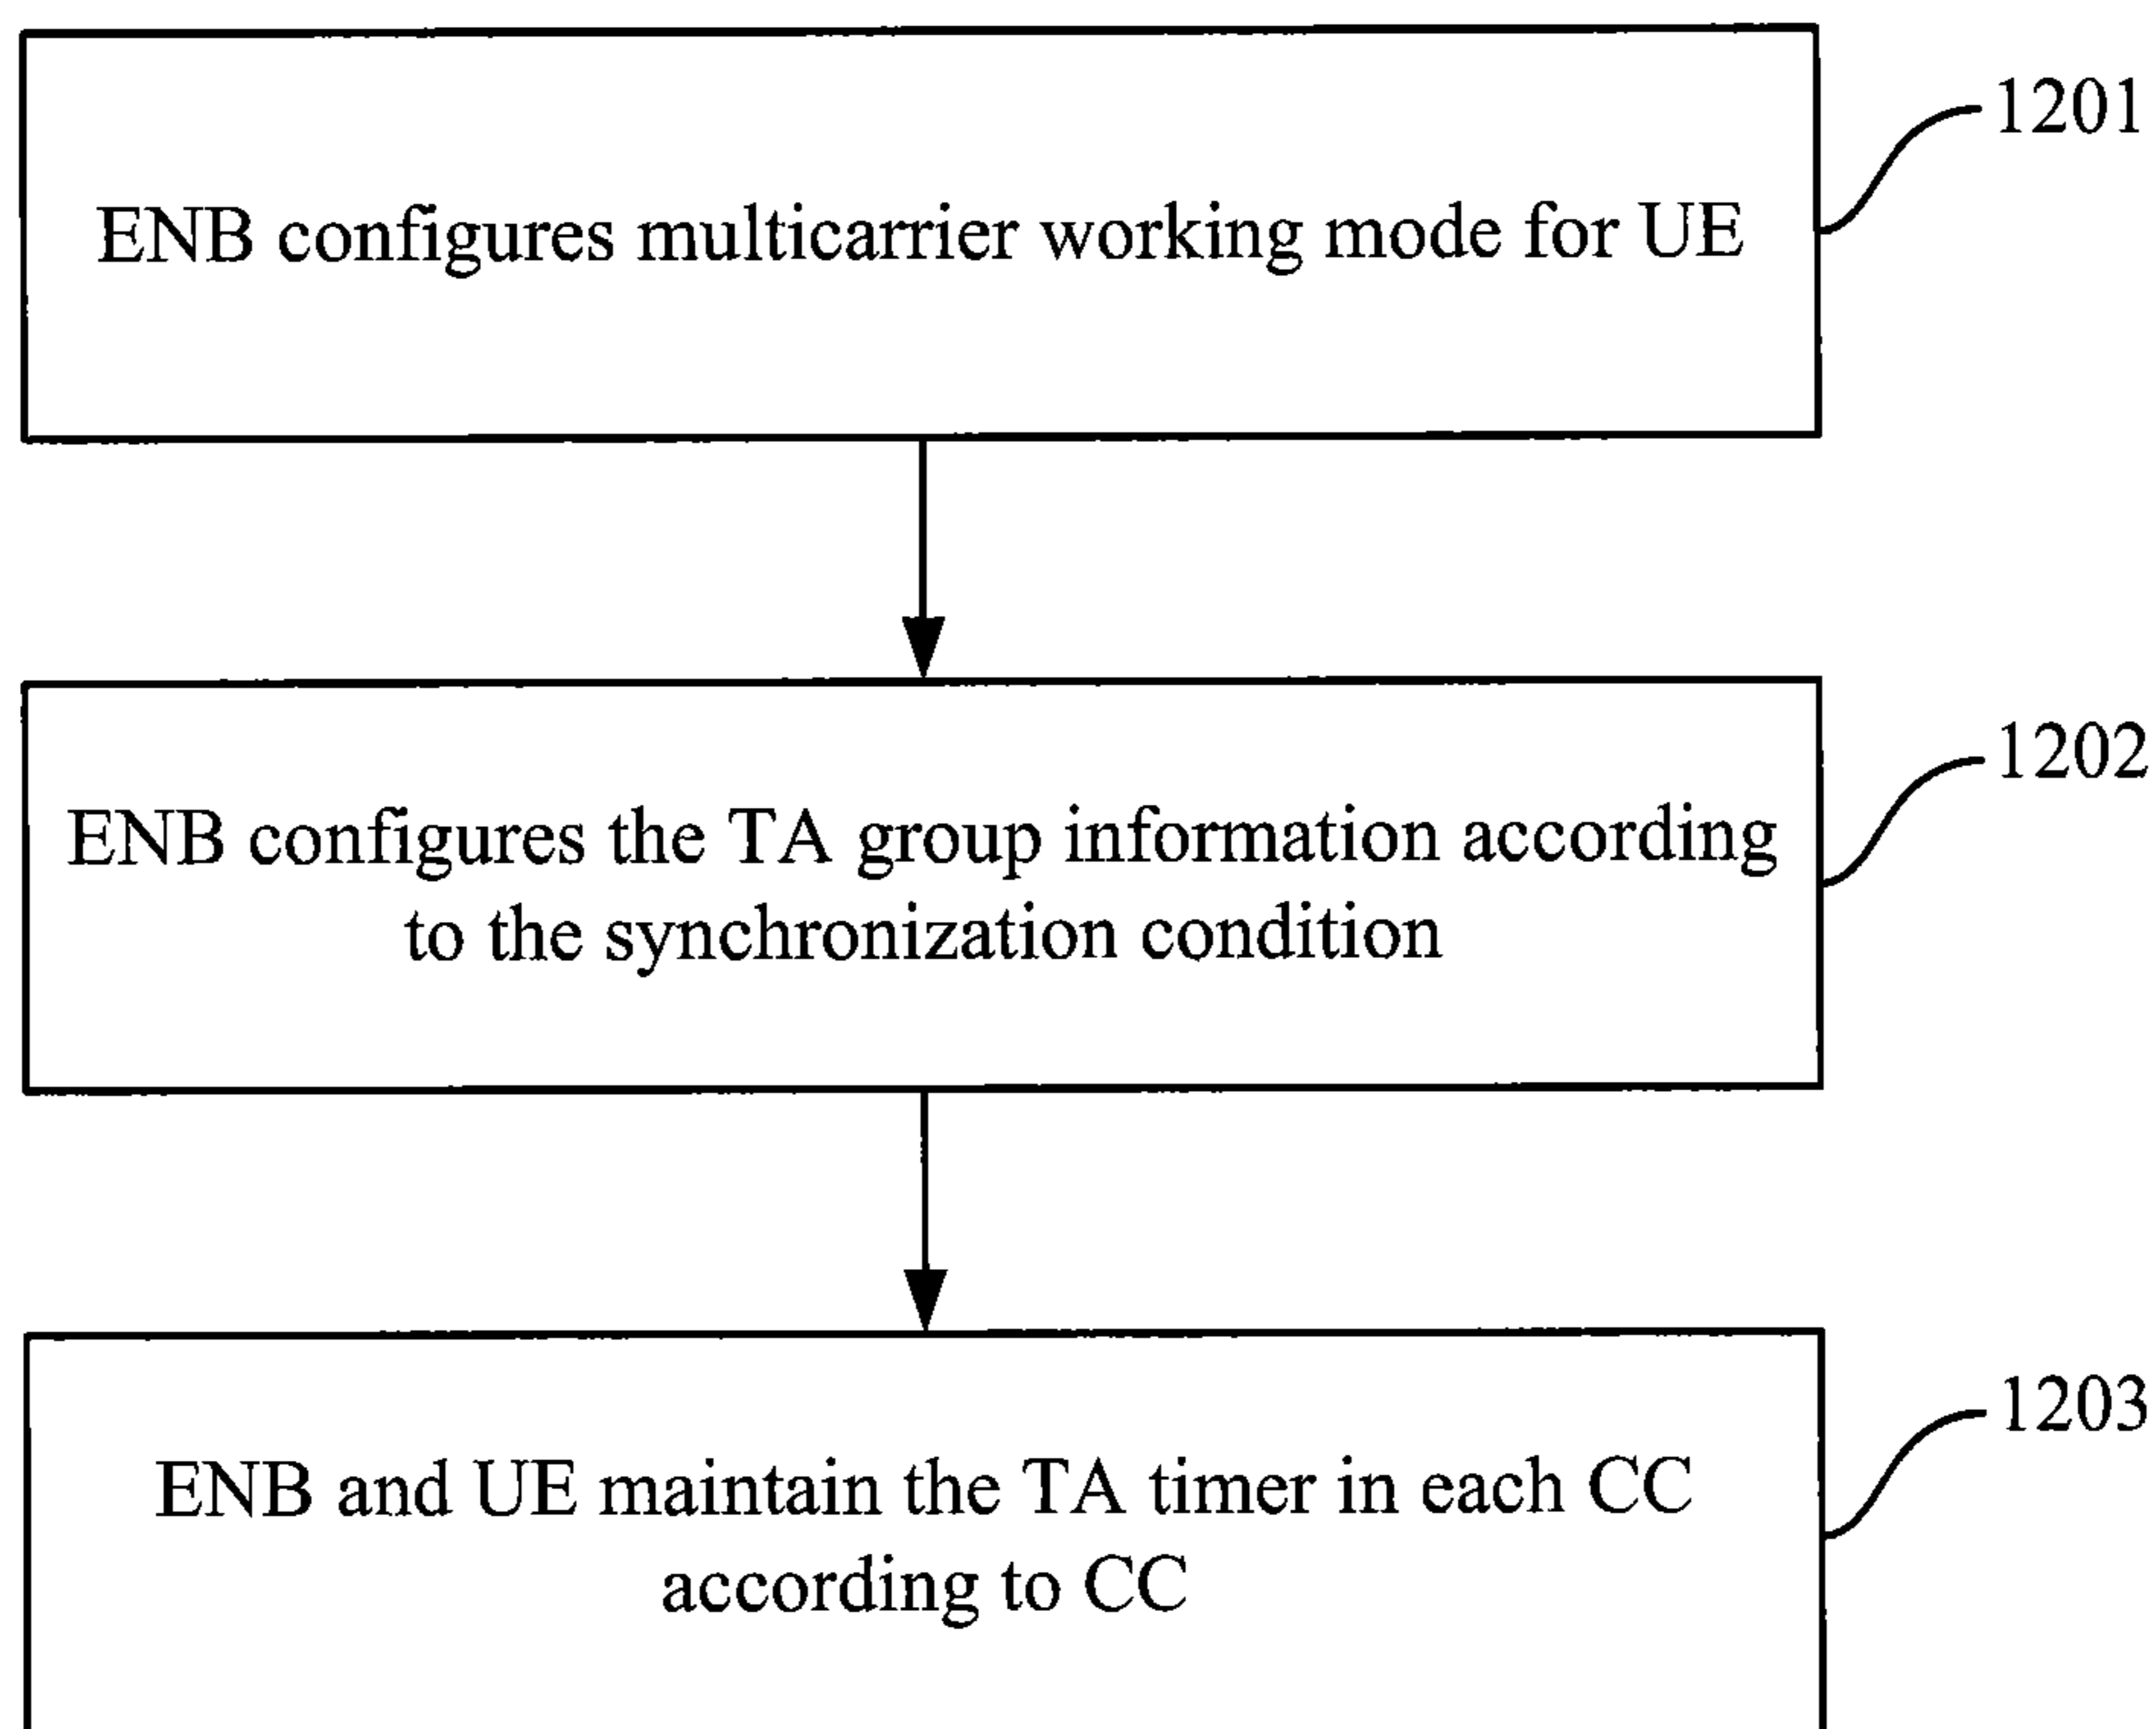 1201
ENB configures multicarrier working mode for UE
1202
ENB configures the TA group information according
to the synchronization condition
1203
ENB and UE maintain the TA timer in each CC
according to CC